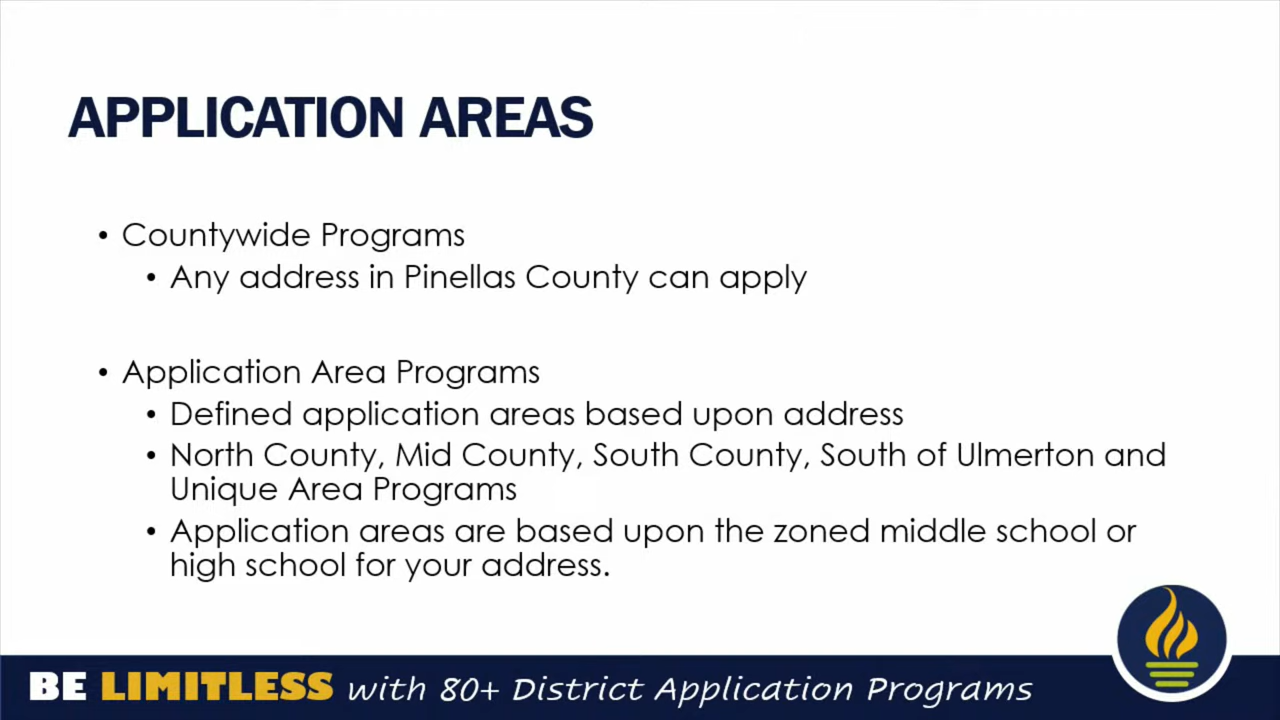 APPLICATION AREAS
• Countywide Programs
• Any address in Pinellas County can apply
• Application Area Programs
• Defined application areas based upon address
• North County, Mid County, South County, South of Ulmerton and
Unique Area Programs
• Application areas are based upon the zoned middle school or
high school for your address.
BE LIMITLESS with 80+ District Application Programs